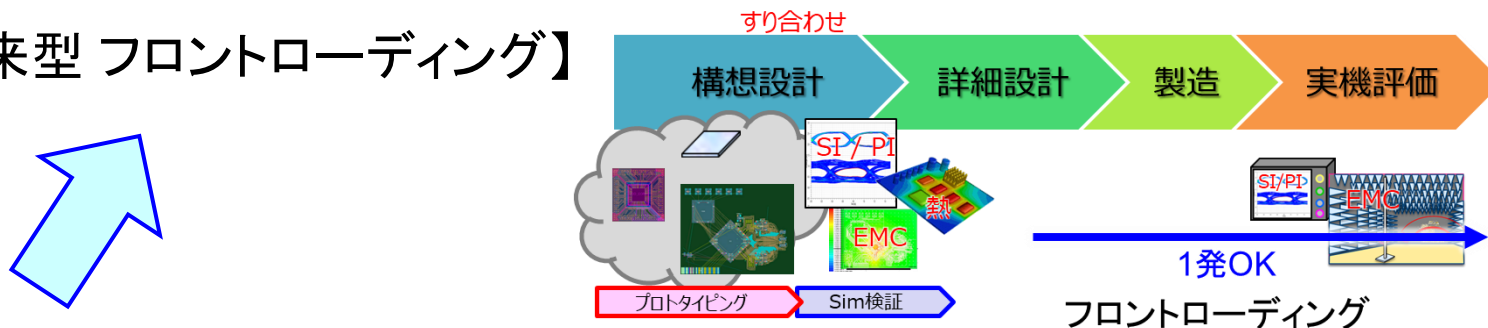 すり合わせ
来型 フロントローディング】
構想設計
詳細設計
製造
実機評価
SI / PI
熱
EMC
SI/PI
EMC
1発OK
プロトタイピング
Sim検証
フロントローディング